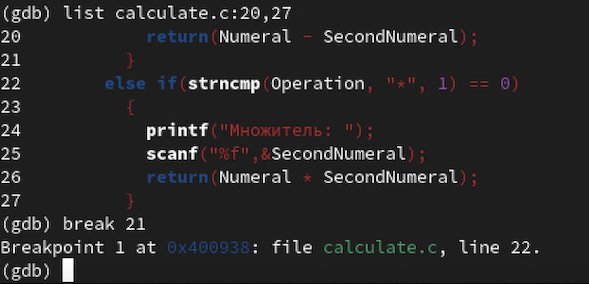 (gdb) list calculate.c:20,27
20 return(Numeral - SecondNumeral);
21 }
22 else if(strncmp(Operation, "*", 1) == 0)
23 {
24 printf("Множитель: ");
25 scanf("%f",&SecondNumeral);
26 return(Numeral * SecondNumeral);
27 }
(gdb) break 21
Breakpoint 1 at 0x400938: file calculate.c, line 22.
(gdb)